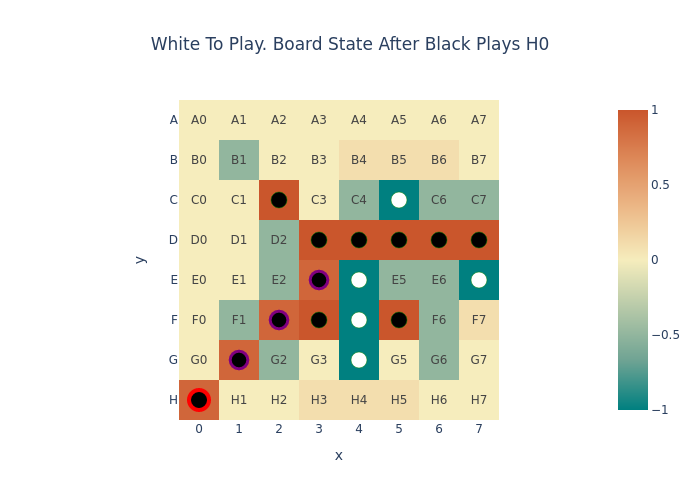 White To Play. Board State After Black Plays H0
A A0 A1 A2 A3 A4 A5 A6 A7
B B0 B1 B2 B3 B4 B5 B6 B7
C C0 C1 C3 C4 C6 C7
D D0 D1 D2
E E0 E1 E2 E5 E6
F F0 F1 F6 F7
G G0 G2 G3 G5 G6 G7
H H1 H2 H3 H4 H5 H6 H7
0 1 2 3 4 5 6 7
x
y
1
0.5
0
−0.5
−1